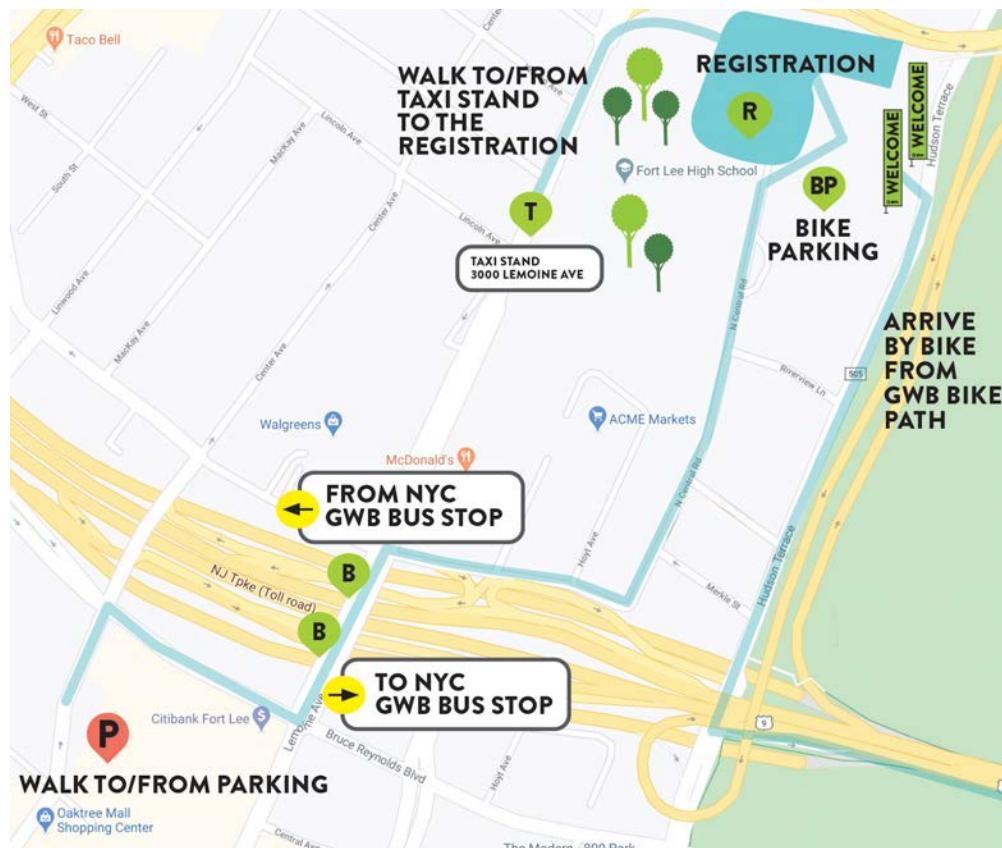 Taco Bell
Center
WALK TO/FROM
TAXI STAND
TO THE
REGISTRATION
REGISTRATION
R
WELCOME
WELCOME
Hudson Terrace
West St
South St
MacKay Ave
Lincoln Ave
Center Ave
Lincoln Ave
Fort Lee High School
T
BP
BIKE
PARKING
TAXI STAND
3000 LEMOINE AVE
Linwood Ave
MacKay Ave
Center Ave
N Central Rd
ARRIVE
BY BIKE
FROM
GWB BIKE
PATH
505
Riverview Ln
Walgreens
ACME Markets
McDonald's
N Central Rd
FROM NYC
GWB BUS STOP
Hoyt Ave
Merkle St
Hudson Terrace
NJ Tpke (Toll road)
B
B
TO NYC
GWB BUS STOP
Citibank Fort Lee
Lemoine Ave
Bruce Reynolds Blvd
9
P
WALK TO/FROM PARKING
Hoyt Ave
Oaktree Mall
Shopping Center
Central Ave
The Modern - 800 Park